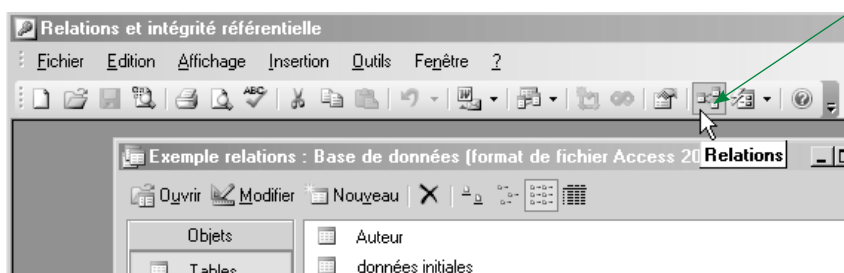 Relations et intégrité référentielle
Fichier Edition Affichage Insertion Outils Fenêtre ?
ABC
W
Relations
Exemple relations : Base de données (format de fichier Access 20
Ouvrir Modifier Nouveau
Objets
Auteur
Tables
données initiales